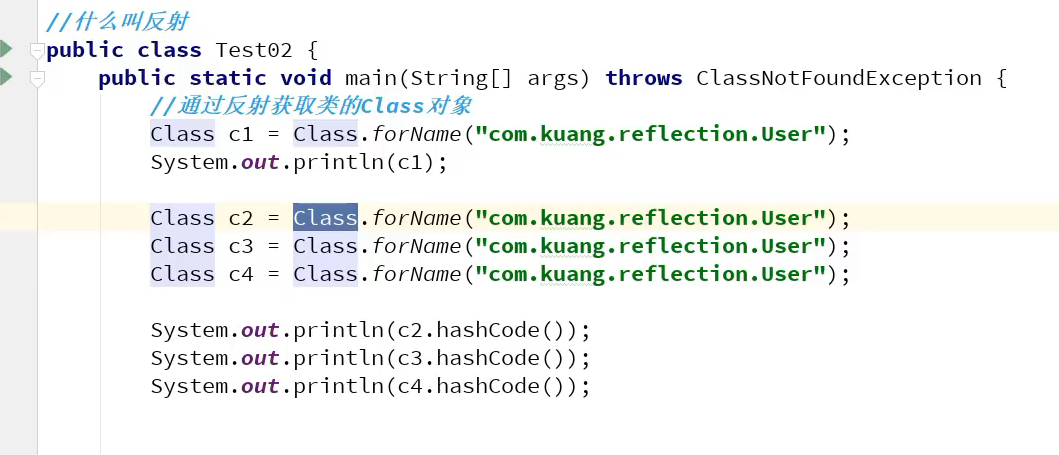 //什么叫反射
public class Test02 {
public static void main(String[] args) throws ClassNotFoundException {
//通过反射获取类的Class对象
Class c1 = Class.forName("com.kuang.reflection.User");
System.out.println(c1);
Class c2 = Class.forName("com.kuang.reflection.User");
Class c3 = Class.forName("com.kuang.reflection.User");
Class c4 = Class.forName("com.kuang.reflection.User");
System.out.println(c2.hashCode());
System.out.println(c3.hashCode());
System.out.println(c4.hashCode());